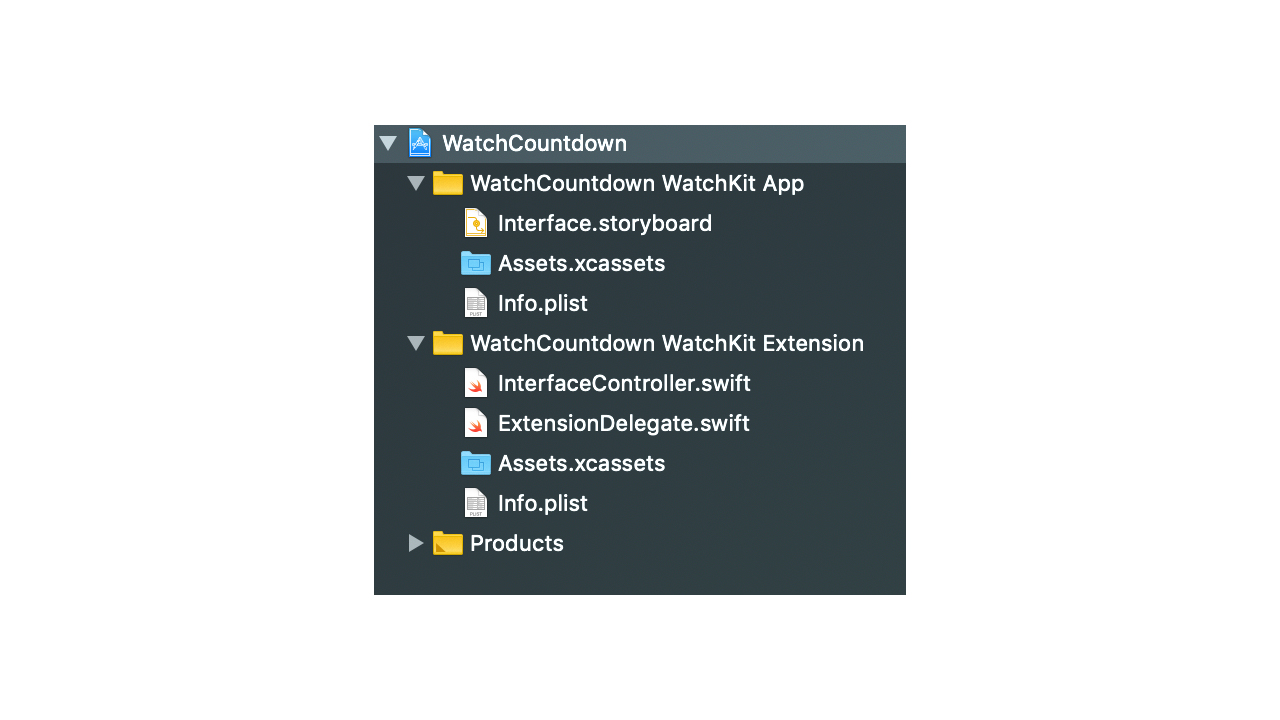 WatchCountdown
WatchCountdown WatchKit App
Interface.storyboard
Assets.xcassets
Info.plist
WatchCountdown WatchKit Extension
InterfaceController.swift
ExtensionDelegate.swift
Assets.xcassets
Info.plist
Products